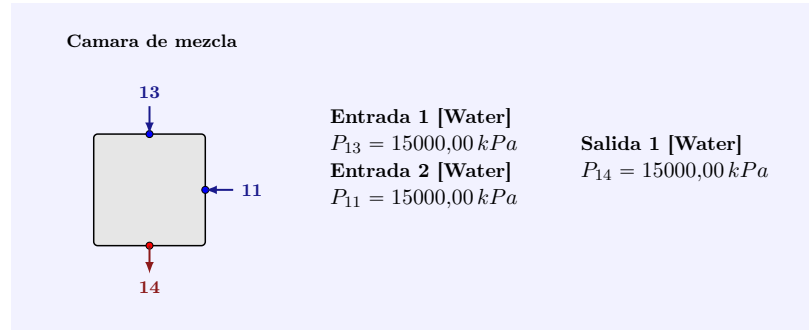 Camara de mezcla
13
11
14
Entrada 1 [Water]
P13 = 15000,00 kPa
Entrada 2 [Water]
P11 = 15000,00 kPa
Salida 1 [Water]
P14 = 15000,00 kPa